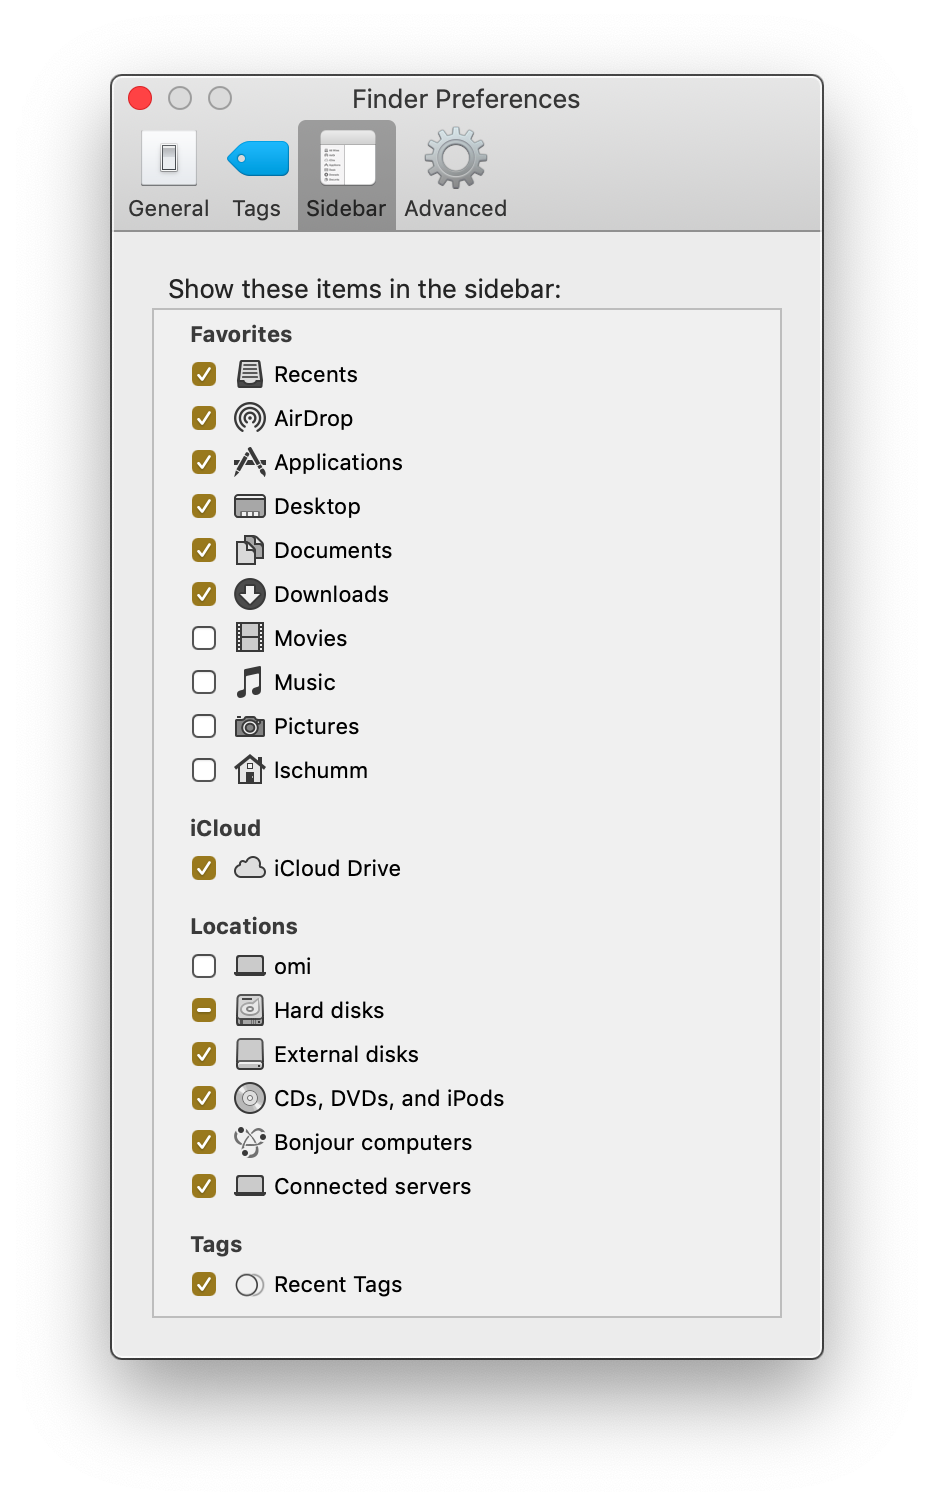 Finder Preferences
General Tags Sidebar Advanced
Show these items in the sidebar:
Favorites
Recents
AirDrop
Applications
Desktop
Documents
Downloads
Movies
Music
Pictures
lschumm
iCloud
iCloud Drive
Locations
omi
Hard disks
External disks
CDs, DVDs, and iPods
Bonjour computers
Connected servers
Tags
Recent Tags